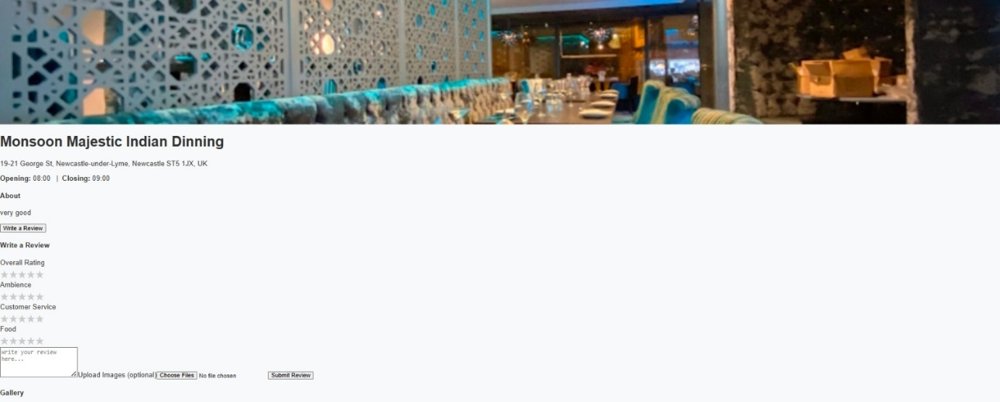 Monsoon Majestic Indian Dinning
19-21 George St, Newcastle-under-Lyme, Newcastle ST5 1JX, UK
Opening: 08:00 | Closing: 09:00
About
very good
Write a Review
Write a Review
Overall Rating
Ambience
Customer Service
Food
Write your review
here...
Upload Images (optional) Choose Files No file chosen Submit Review
Gallery